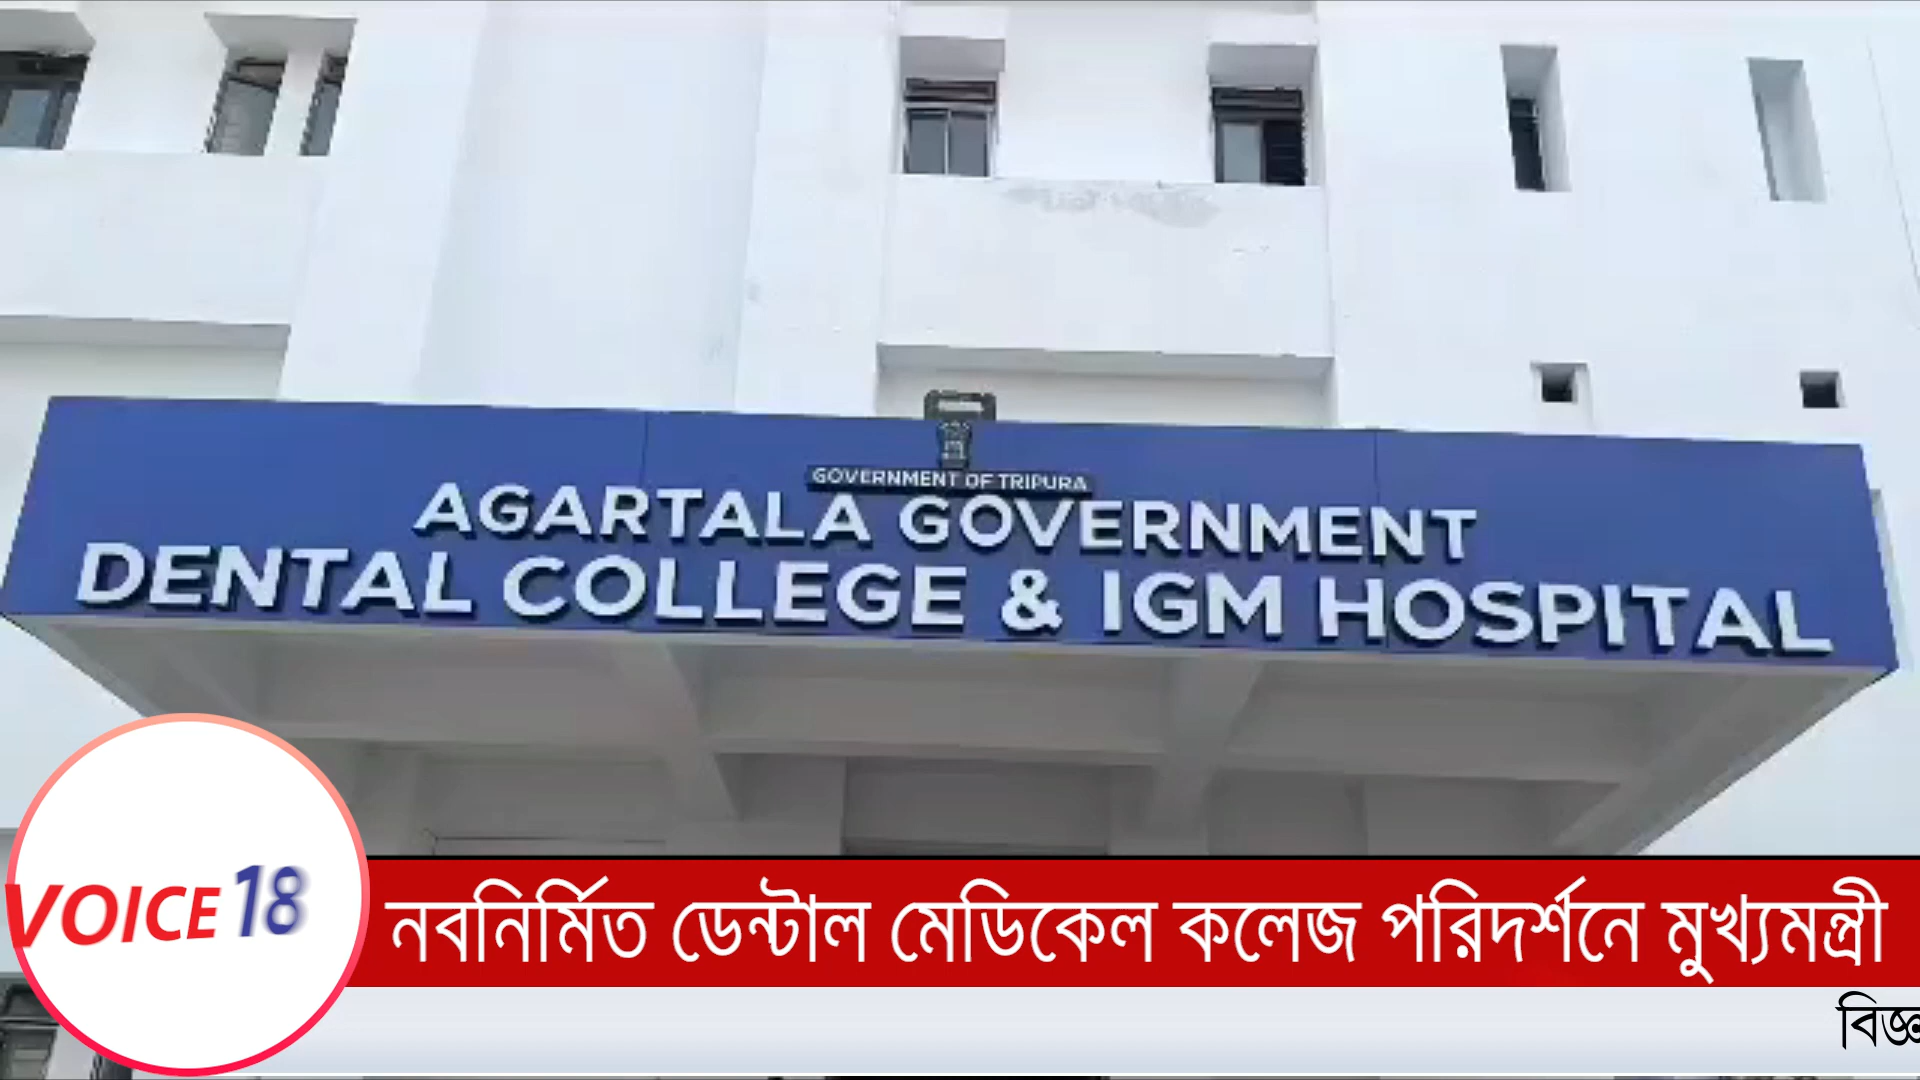 GOVERNMENT OF TRIPURA
AGARTALA GOVERNMENT
DENTAL COLLEGE & IGM HOSPITAL
VOICE 18
নবনির্মিত ডেন্টাল মেডিকেল কলেজ পরিদর্শনে মুখ্যমন্ত্রী